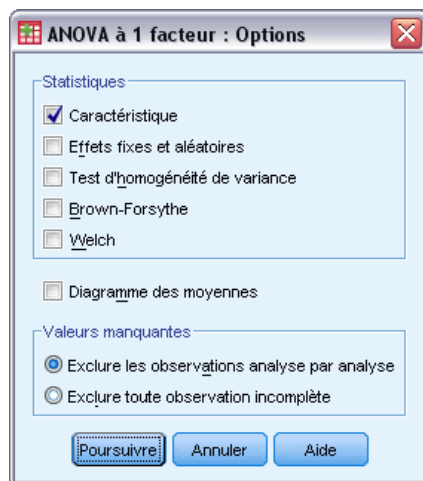 ANOVA à 1 facteur : Options
Statistiques
Caractéristique
Effets fixes et aléatoires
Test d'homogénéité de variance
Brown-Forsythe
Welch
Diagramme des moyennes
Valeurs manquantes
Exclure les observations analyse par analyse
Exclure toute observation incomplète
Poursuivre Annuler Aide